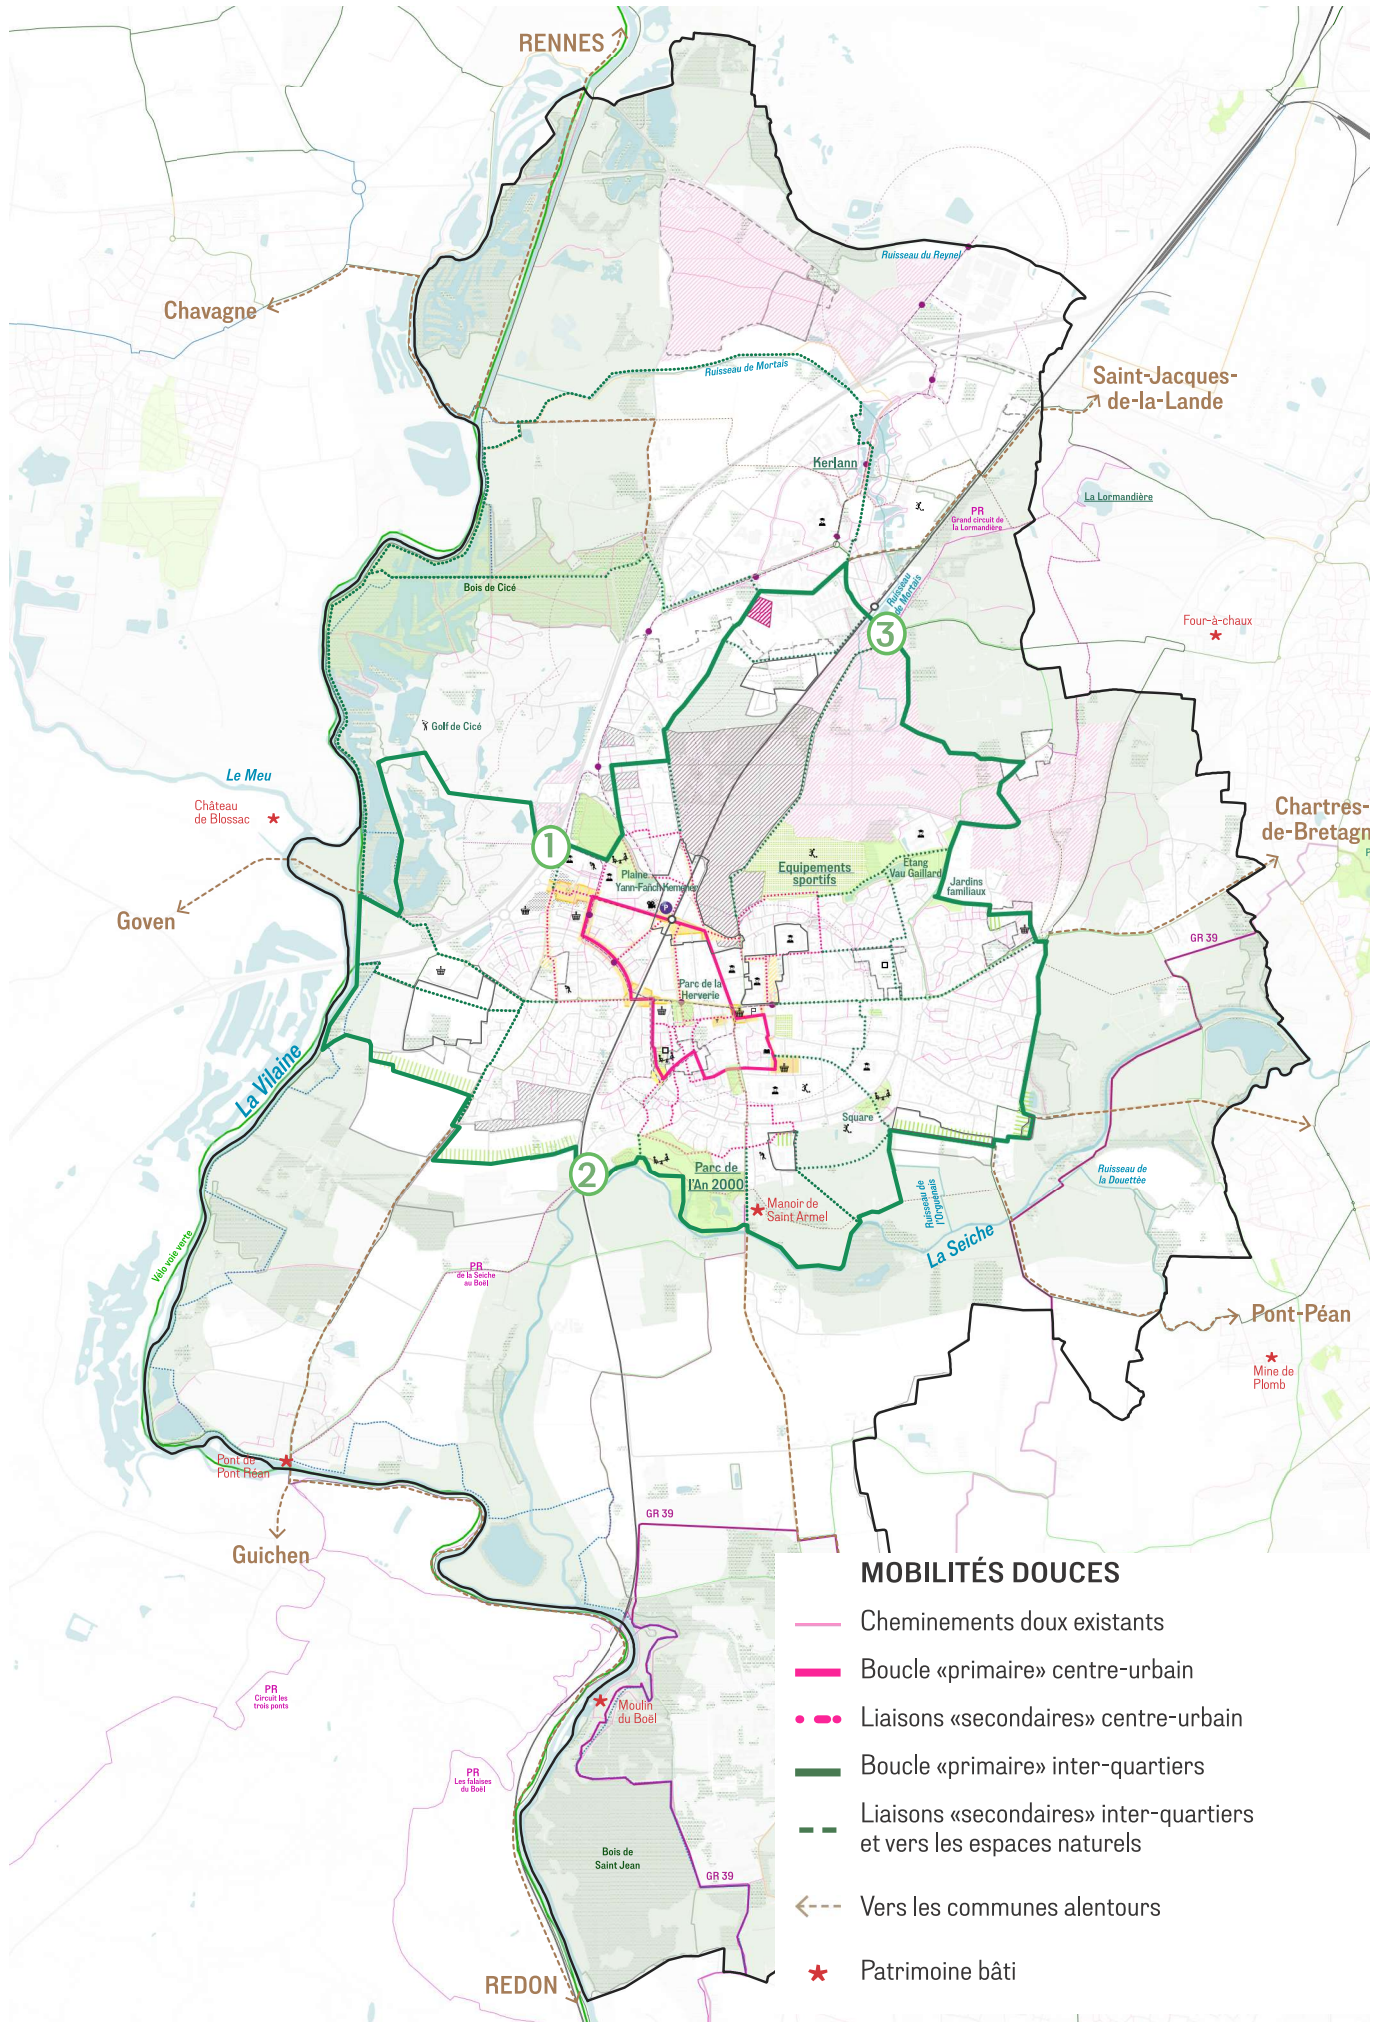 RENNES
Ruisseau du Reynel
Chavagne
Ruisseau de Mortais
Saint-Jacques-
de-la-Lande
Kerlann
La Lormandière
PR
Grand circuit de
la Lormandière
Bois de Cicé
Ruisseau
de Mortais
Four-à-chaux
3
Golf de Cicé
Le Meu
Château
de Blossac
Chartres-
de-Bretagn
1
Equipements
sportifs
Etang
Vau Gaillard
Plaine
Yann-Fañch Kemener
Jardins
familiaux
P
Goven
GR 39
Parc de la
Herverie
P
La Vilaine
Square
2
Parc de
l'An 2000
Ruisseau de
la Douettée
Manoir de
Saint Armel
Ruisseau de
l'Orguenais
La Seiche
Vélo voie verte
PR
de la Seiche
au Boël
Pont-Péan
Mine de
Plomb
Pont de
Pont Réan
GR 39
Guichen
MOBILITÉS DOUCES
Cheminements doux existants
Boucle «primaire» centre-urbain
Liaisons «secondaires» centre-urbain
Boucle «primaire» inter-quartiers
Liaisons «secondaires» inter-quartiers
et vers les espaces naturels
Vers les communes alentours
Patrimoine bâti
PR
Circuit les
trois ponts
Moulin
du Boël
PR
Les falaises
du Boël
Bois de
Saint Jean
GR 39
REDON